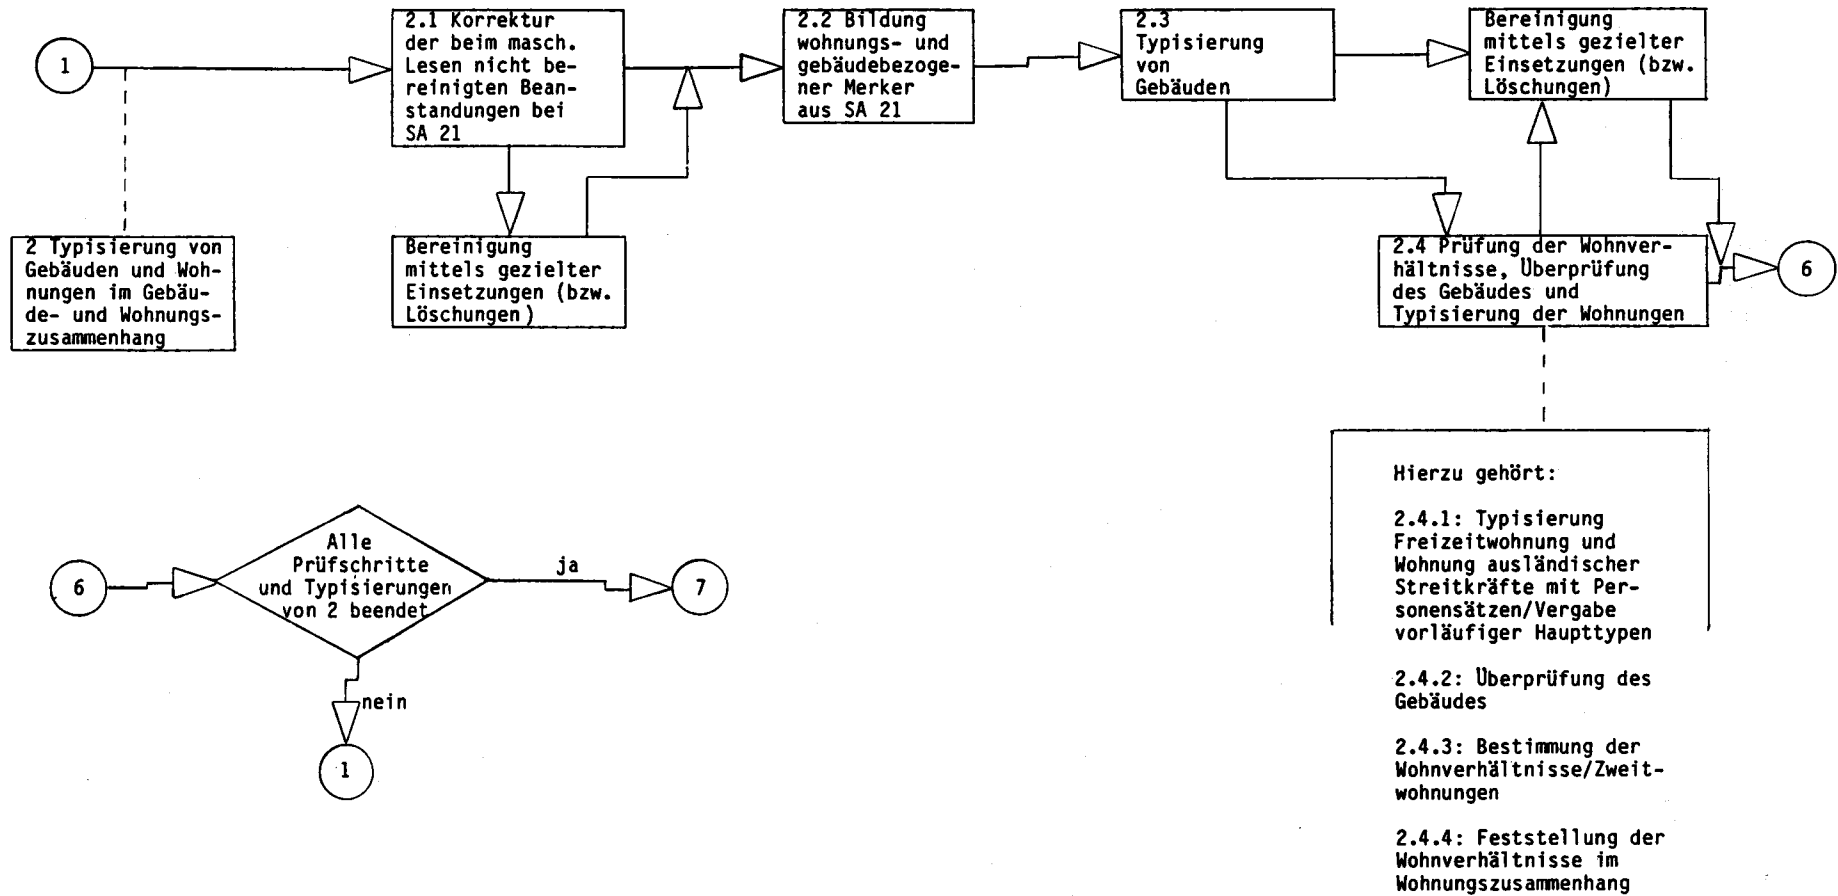 1
2 Typisierung von
Gebäuden und Woh-
nungen im Gebäu-
de- und Wohnungs-
zusammenhang
2.1 Korrektur
der beim masch.
Lesen nicht be-
reinigten Bean-
standungen bei
SA 21
Bereinigung
mittels gezielter
Einsetzungen (bzw.
Löschungen)
2.2 Bildung
wohnungs- und
gebäudebezoge-
ner Merker
aus SA 21
2.3
Typisierung
von
Gebäuden
Bereinigung
mittels gezielter
Einsetzungen (bzw.
Löschungen)
2.4 Prüfung der Wohnver-
hältnisse, Überprüfung
des Gebäudes und
Typisierung der Wohnungen
6
Hierzu gehört:
2.4.1: Typisierung
Freizeitwohnung und
Wohnung ausländischer
Streitkräfte mit Per-
sonensätzen/Vergabe
vorläufiger Haupttypen
2.4.2: Überprüfung des
Gebäudes
2.4.3: Bestimmung der
Wohnverhältnisse/Zweit-
wohnungen
2.4.4: Feststellung der
Wohnverhältnisse im
Wohnungszusammenhang
6
Alle
Prüfschritte
und Typisierungen
von 2 beendet
ja
7
nein
1